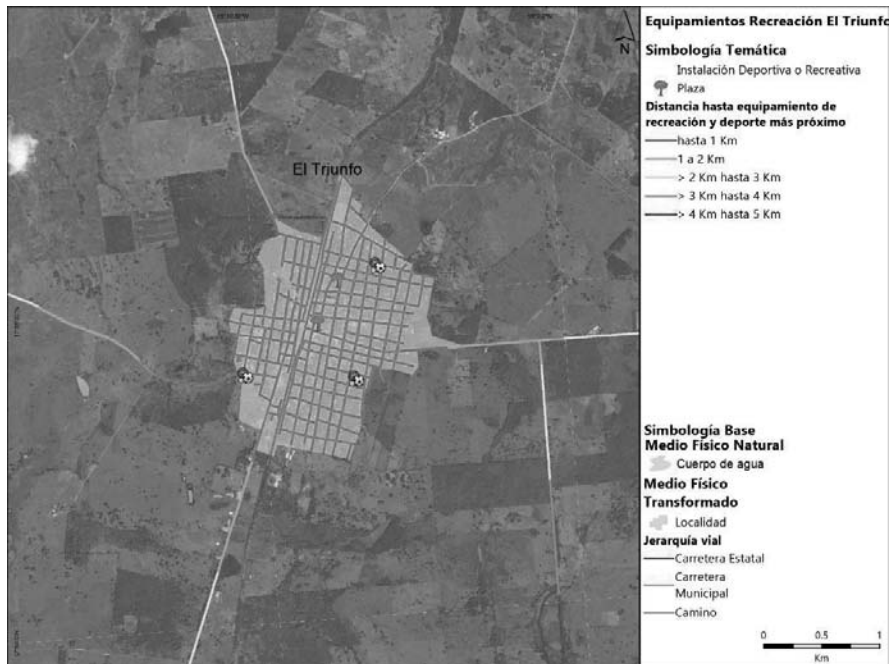 El Triunfo
N
Equipamientos Recreación El Triunfo
Simbología Temática
Instalación Deportiva o Recreativa
Plaza
Distancia hasta equipamiento de
recreación y deporte más próximo
hasta 1 Km
1 a 2 Km
> 2 Km hasta 3 Km
> 3 Km hasta 4 Km
> 4 Km hasta 5 Km
Simbología Base
Medio Físico Natural
Cuerpo de agua
Medio Físico
Transformado
Localidad
Jerarquía vial
Carretera Estatal
Carretera
Municipal
Camino
0 0.5 1
Km